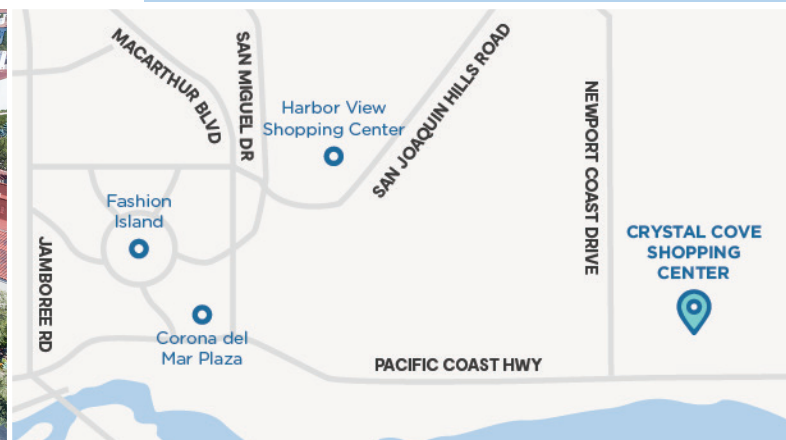 MACARTHUR BLVD
SAN MIGUEL DR
Harbor View
Shopping Center
SAN JOAQUIN HILLS ROAD
NEWPORT COAST DRIVE
Fashion
Island
JAMBOREE RD
CRYSTAL COVE
SHOPPING
CENTER
Corona del
Mar Plaza
PACIFIC COAST HWY